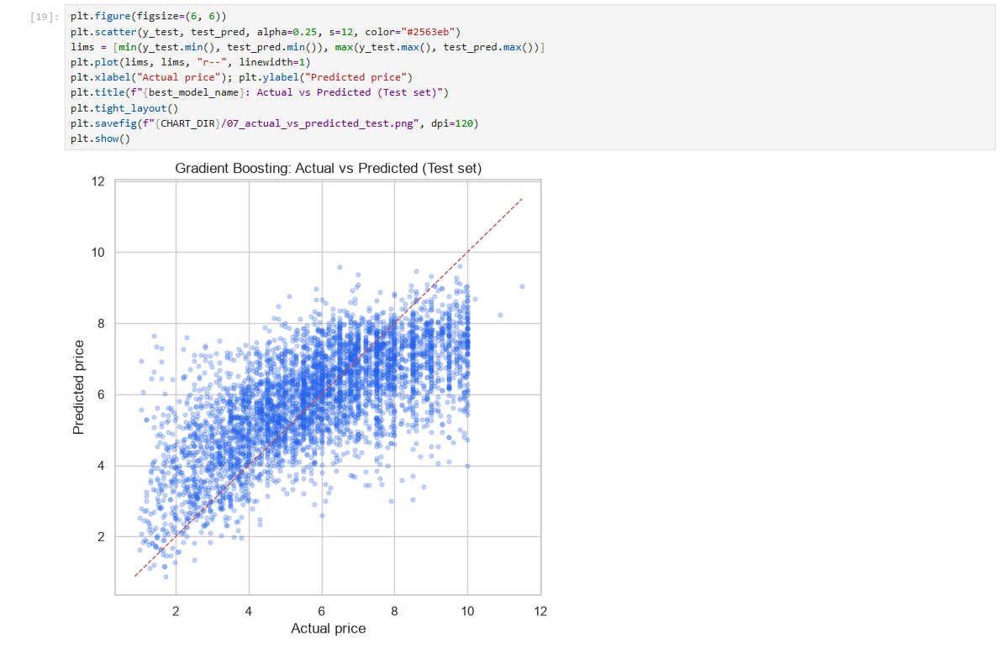 [19]:
plt.figure(figsize=(6, 6))
plt.scatter(y_test, test_pred, alpha=0.25, s=12, color="#2563eb")
lims = [min(y_test.min(), test_pred.min()), max(y_test.max(), test_pred.max())]
plt.plot(lims, lims, "r--", linewidth=1)
plt.xlabel("Actual price"); plt.ylabel("Predicted price")
plt.title(f"{best_model_name}: Actual vs Predicted (Test set)")
plt.tight_layout()
plt.savefig(f"{CHART_DIR}/07_actual_vs_predicted_test.png", dpi=120)
plt.show()
Gradient Boosting: Actual vs Predicted (Test set)
12
10
8
6
4
2
Predicted price
2 4 6 8 10 12
Actual price